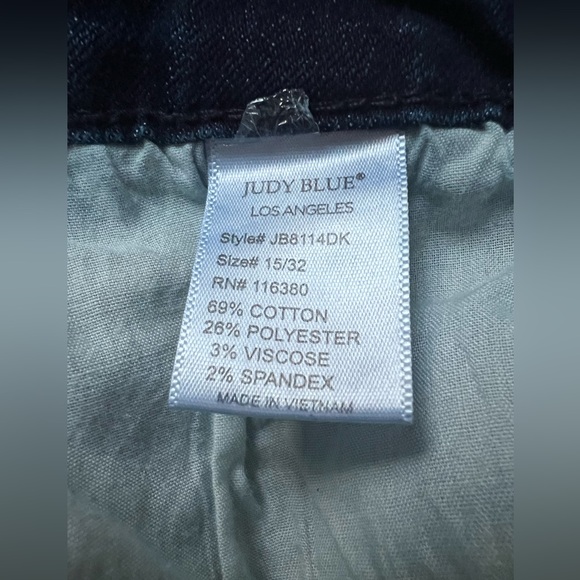 JUDY BLUE®
LOS ANGELES
Style# JB8114DK
Size# 15/32
RN# 116380
69% COTTON
26% POLYESTER
3% VISCOSE
2% SPANDEX
MADE IN VIETNAM